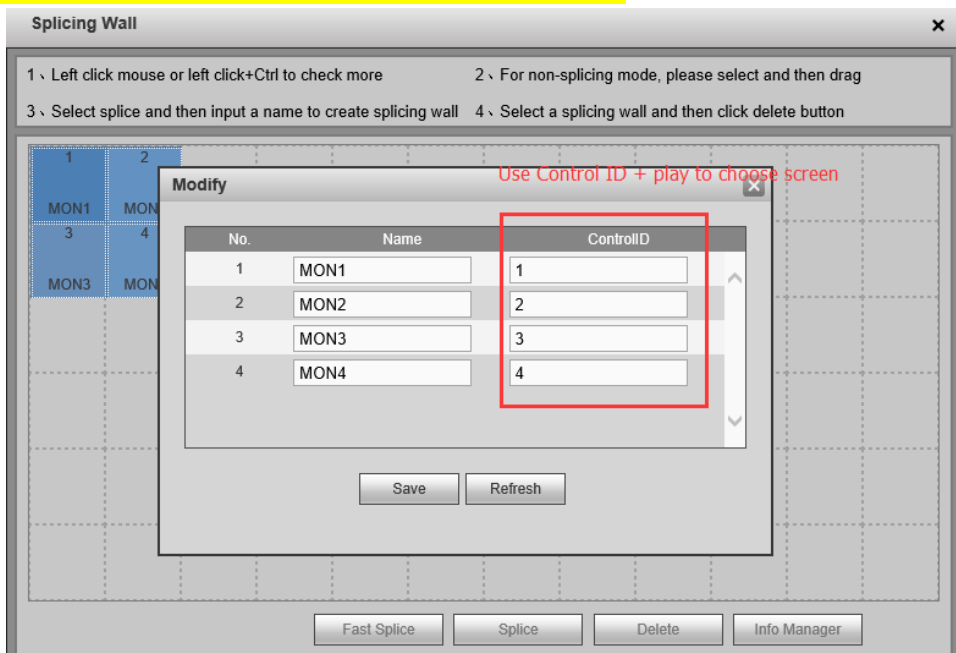 Splicing Wall ×
1、Left click mouse or left click+Ctrl to check more 2、For non-splicing mode, please select and then drag
3、Select splice and then input a name to create splicing wall 4、Select a splicing wall and then click delete button
1 2
Use Control ID + play to choose screen
Modify
MON1 MON
No. Name ControlID
3 4
1 MON1 1
MON3 MON
2 MON2 2
3 MON3 3
4 MON4 4
Save Refresh
Fast Splice Splice Delete Info Manager